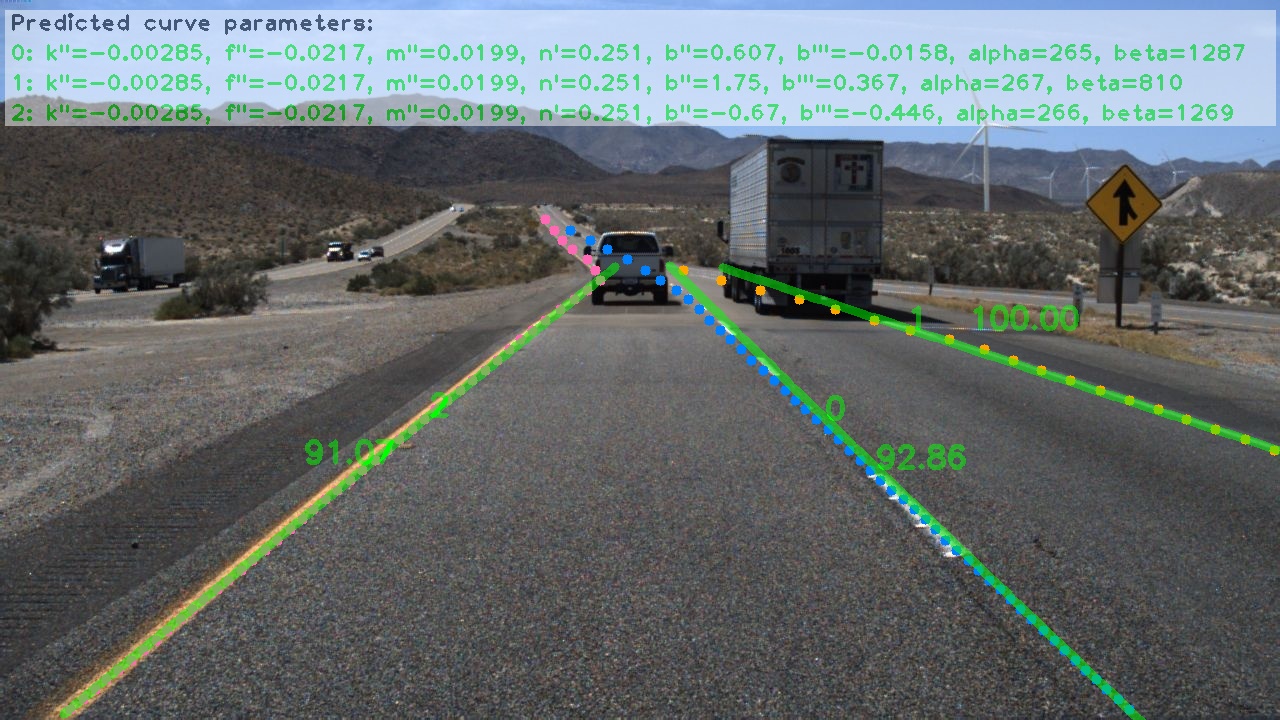 Predicted curve parameters:
0: k''=-0.00285, f''=-0.0217, m''=0.0199, n'=0.251, b''=0.607, b'''=-0.0158, alpha=265, beta=1287
1: k''=-0.00285, f''=-0.0217, m''=0.0199, n'=0.251, b''=1.75, b'''=0.367, alpha=267, beta=810
2: k''=-0.00285, f''=-0.0217, m''=0.0199, n'=0.251, b''=-0.67, b'''=-0.446, alpha=266, beta=1269
1 100.00
2 0
91.07 92.86